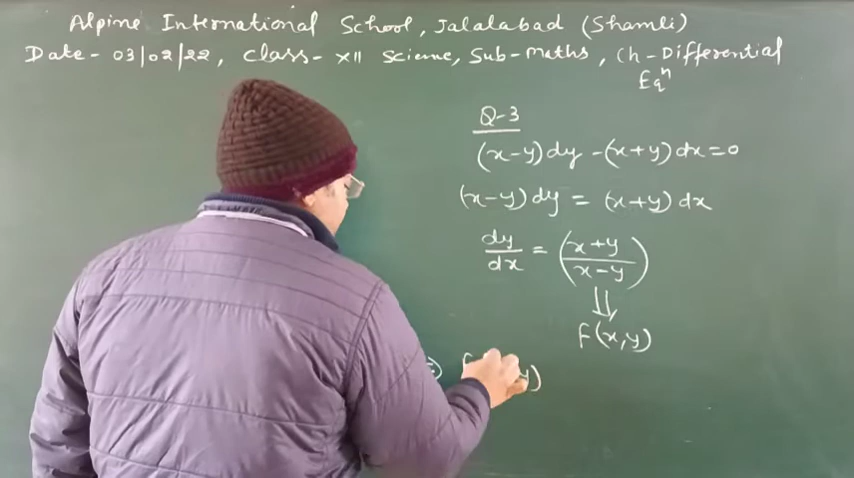 Alpine International School, Jalalabad (Shamli)
Date - 03/02/22, Class - XII Science, Sub - Maths, Ch - Differential
Eqⁿ
Q-3
(x-y)dy - (x+y)dx = 0
(x-y)dy = (x+y)dx
dy/dx = (x+y/x-y)
⇓
F(x,y)